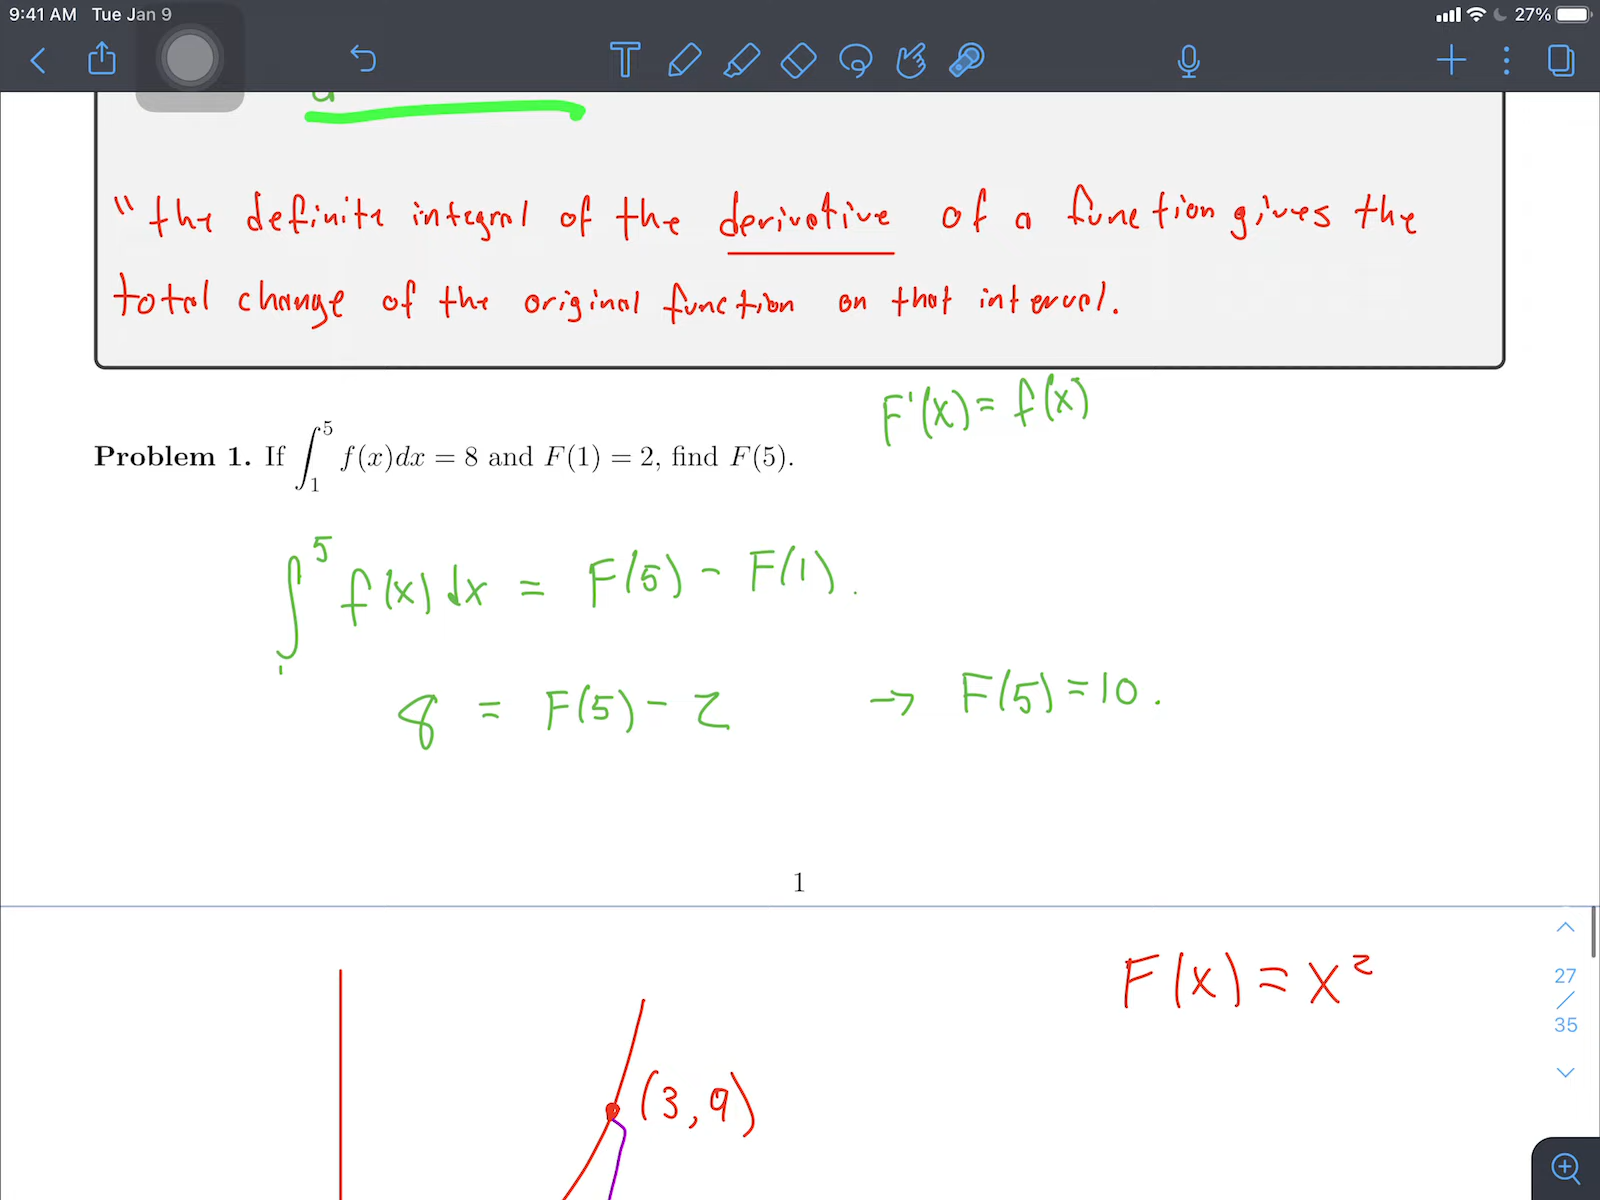 9:41 AM Tue Jan 9
27%
"the definite integral of the derivative of a function gives the
total change of the original function on that interval.
F'(x) = f(x)
Problem 1. If ∫₁⁵ f(x)dx = 8 and F(1) = 2, find F(5).
∫₁⁵ f(x) dx = F(5) - F(1).
8 = F(5) - 2 → F(5) = 10.
1
F(x) = x²
27
/
35
(3,9)